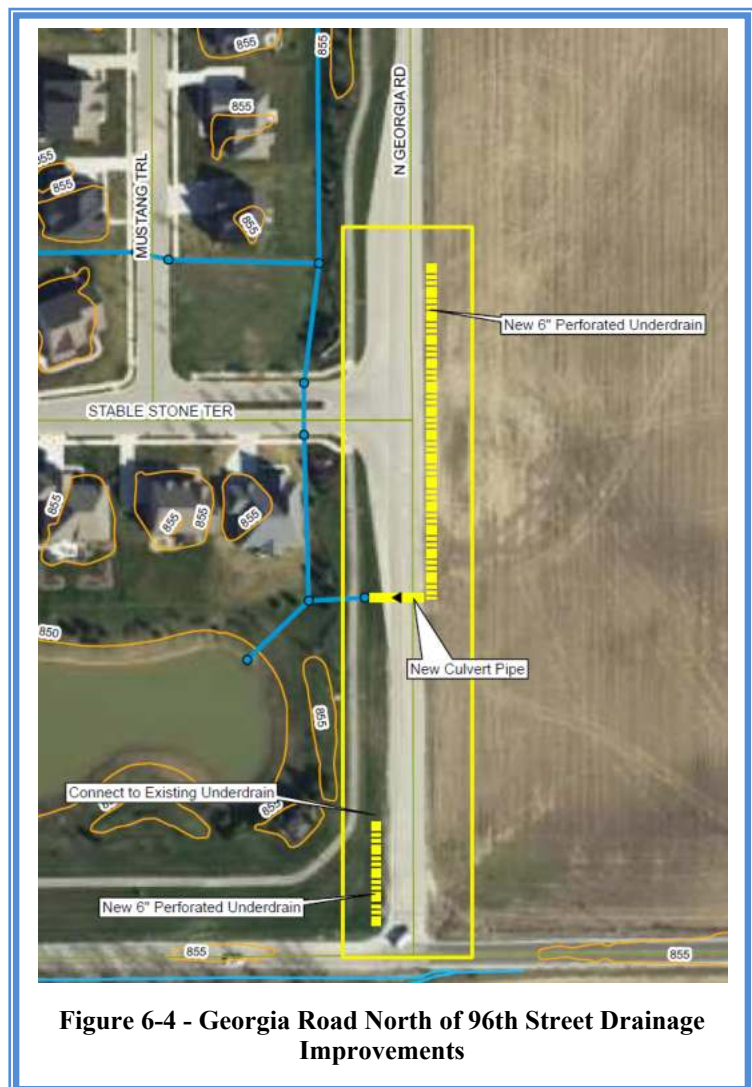 855
855
855
N GEORGIA RD
855
855
MUSTANG TRL
855
New 6" Perforated Underdrain
STABLE STONE TER
855
855
855
855
850
New Culvert Pipe
855
Connect to Existing Underdrain
855
New 6" Perforated Underdrain
855
855
Figure 6-4 - Georgia Road North of 96th Street Drainage
Improvements